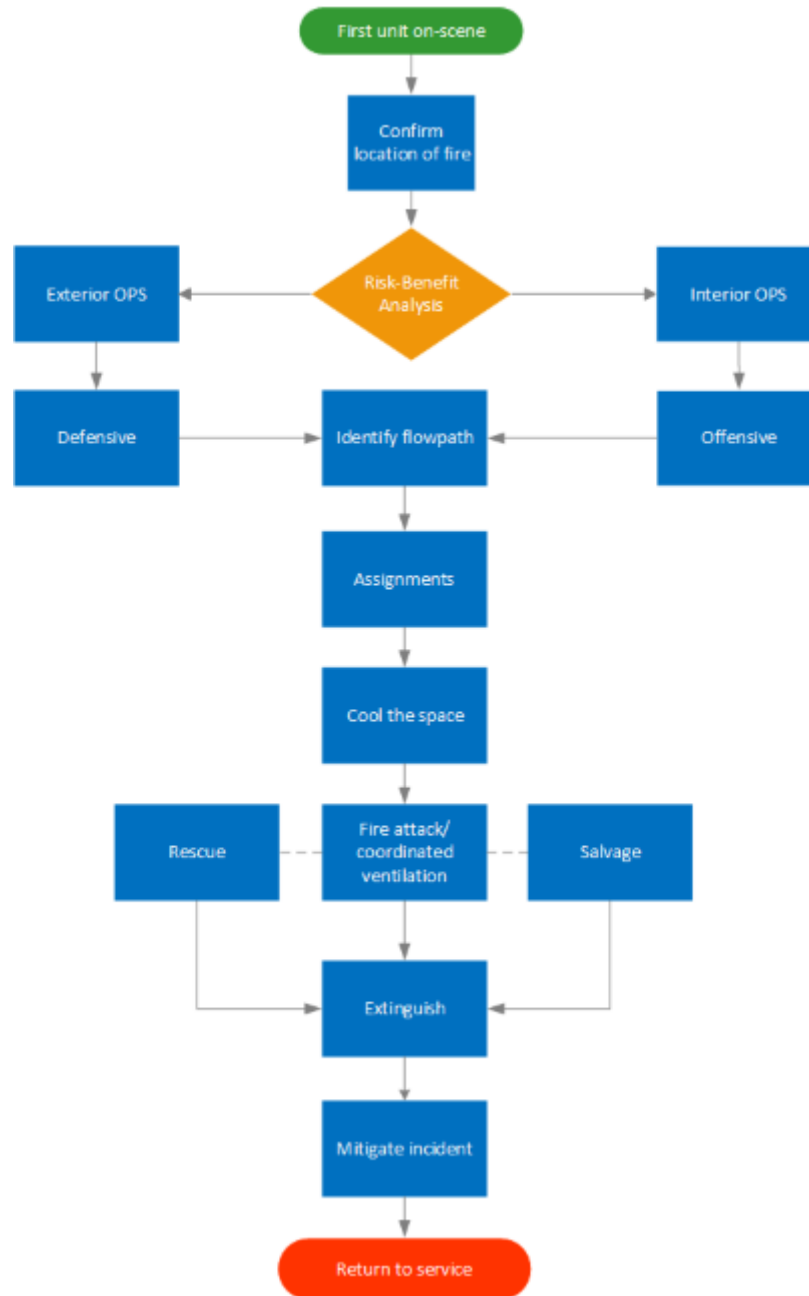 First unit on-scene
Confirm
location of fire
Risk-Benefit
Analysis
Exterior OPS
Interior OPS
Defensive
Identify flowpath
Offensive
Assignments
Cool the space
Rescue
Fire attack/
coordinated
ventilation
Salvage
Extinguish
Mitigate incident
Return to service